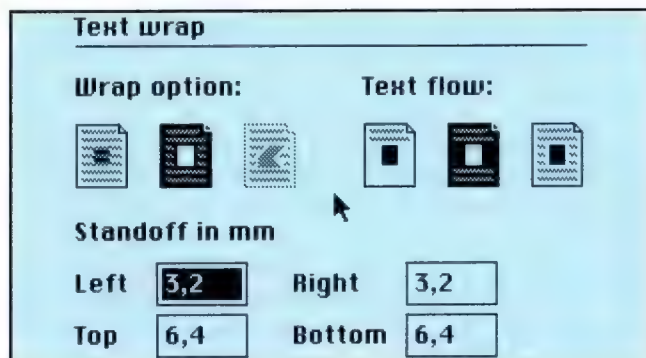 Text wrap
Wrap option: Text flow:
Standoff in mm
Left 3,2 Right 3,2
Top 6,4 Bottom 6,4